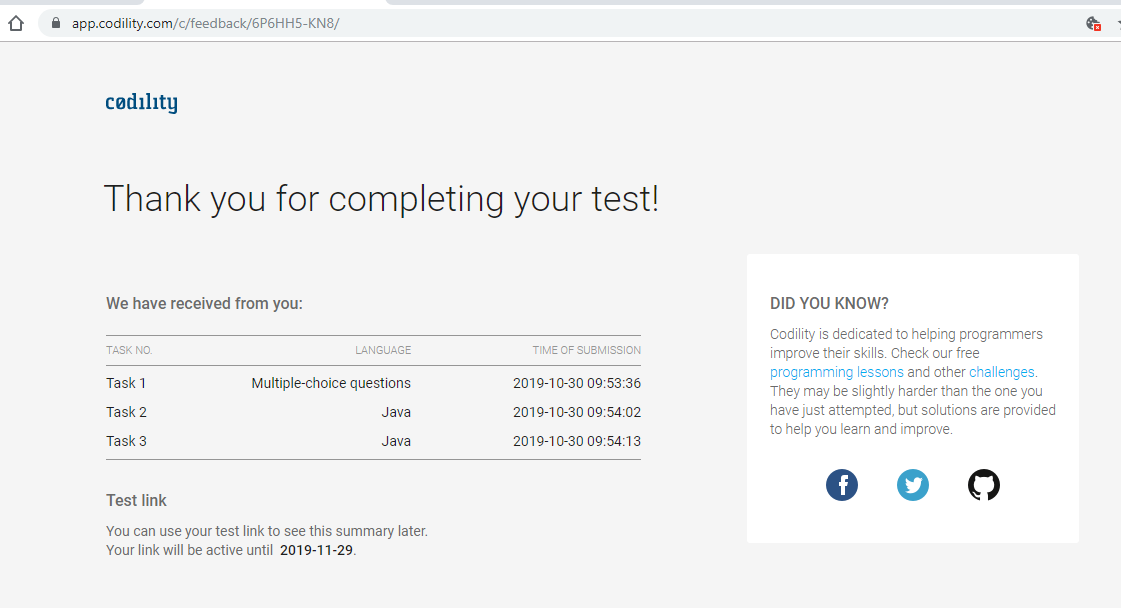 app.codility.com/c/feedback/6P6HH5-KN8/
cødılıty
Thank you for completing your test!
We have received from you:
TASK NO. LANGUAGE TIME OF SUBMISSION
Task 1 Multiple-choice questions 2019-10-30 09:53:36
Task 2 Java 2019-10-30 09:54:02
Task 3 Java 2019-10-30 09:54:13
Test link
You can use your test link to see this summary later.
Your link will be active until 2019-11-29.
DID YOU KNOW?
Codility is dedicated to helping programmers
improve their skills. Check our free
programming lessons and other challenges.
They may be slightly harder than the one you
have just attempted, but solutions are provided
to help you learn and improve.